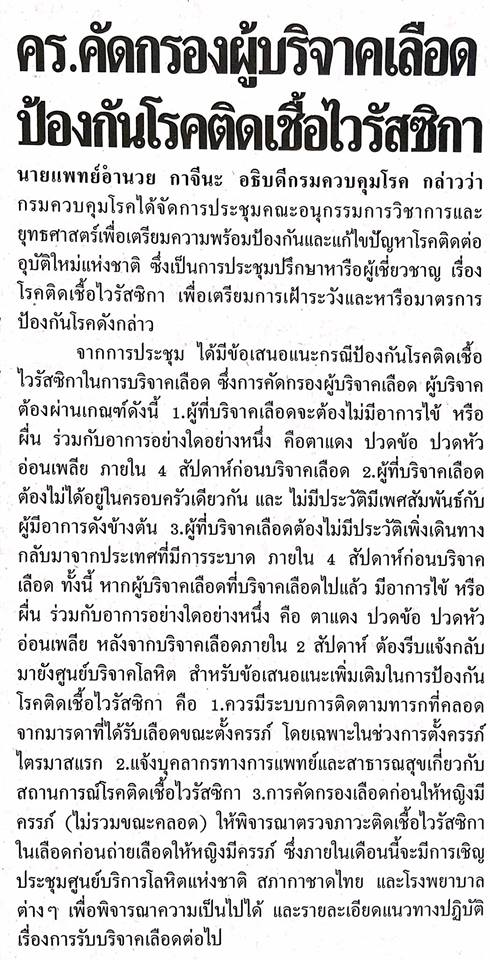 คร.คัดกรองผู้บริจาคเลือด
ป้องกันโรคติดเชื้อไวรัสซิกา
นายแพทย์อำนวย กาจีนะ อธิบดีกรมควบคุมโรค กล่าวว่า
กรมควบคุมโรคได้จัดการประชุมคณะอนุกรรมการวิชาการและ
ยุทธศาสตร์เพื่อเตรียมความพร้อมป้องกันและแก้ไขปัญหาโรคติดต่อ
อุบัติใหม่แห่งชาติ ซึ่งเป็นการประชุมปรึกษาหารือผู้เชี่ยวชาญ เรื่อง
โรคติดเชื้อไวรัสซิกา เพื่อเตรียมการเฝ้าระวังและหารือมาตรการ
ป้องกันโรคดังกล่าว
จากการประชุม ได้มีข้อเสนอแนะกรณีป้องกันโรคติดเชื้อ
ไวรัสซิกาในการบริจาคเลือด ซึ่งการคัดกรองผู้บริจาคเลือด ผู้บริจาค
ต้องผ่านเกณฑ์ดังนี้ 1.ผู้ที่บริจาคเลือดจะต้องไม่มีอาการไข้ หรือ
ผื่น ร่วมกับอาการอย่างใดอย่างหนึ่ง คือตาแดง ปวดข้อ ปวดหัว
อ่อนเพลีย ภายใน 4 สัปดาห์ก่อนบริจาคเลือด 2.ผู้ที่บริจาคเลือด
ต้องไม่ได้อยู่ในครอบครัวเดียวกัน และ ไม่มีประวัติมีเพศสัมพันธ์กับ
ผู้มีอาการดังข้างต้น 3.ผู้ที่บริจาคเลือดต้องไม่มีประวัติเพิ่งเดินทาง
กลับมาจากประเทศที่มีการระบาด ภายใน 4 สัปดาห์ก่อนบริจาค
เลือด ทั้งนี้ หากผู้บริจาคเลือดที่บริจาคเลือดไปแล้ว มีอาการไข้ หรือ
ผื่น ร่วมกับอาการอย่างใดอย่างหนึ่ง คือ ตาแดง ปวดข้อ ปวดหัว
อ่อนเพลีย หลังจากบริจาคเลือดภายใน 2 สัปดาห์ ต้องรีบแจ้งกลับ
มายังศูนย์บริจาคโลหิต สำหรับข้อเสนอแนะเพิ่มเติมในการป้องกัน
โรคติดเชื้อไวรัสซิกา คือ 1.ควรมีระบบการติดตามทารกที่คลอด
จากมารดาที่ได้รับเลือดขณะตั้งครรภ์ โดยเฉพาะในช่วงการตั้งครรภ์
ไตรมาสแรก 2.แจ้งบุคลากรทางการแพทย์และสาธารณสุขเกี่ยวกับ
สถานการณ์โรคติดเชื้อไวรัสซิกา 3.การคัดกรองเลือดก่อนให้หญิงมี
ครรภ์ (ไม่รวมขณะคลอด) ให้พิจารณาตรวจภาวะติดเชื้อไวรัสซิกา
ในเลือดก่อนถ่ายเลือดให้หญิงมีครรภ์ ซึ่งภายในเดือนนี้จะมีการเชิญ
ประชุมศูนย์บริการโลหิตแห่งชาติ สภากาชาดไทย และโรงพยาบาล
ต่างๆ เพื่อพิจารณาความเป็นไปได้ และรายละเอียดแนวทางปฏิบัติ
เรื่องการรับบริจาคเลือดต่อไป